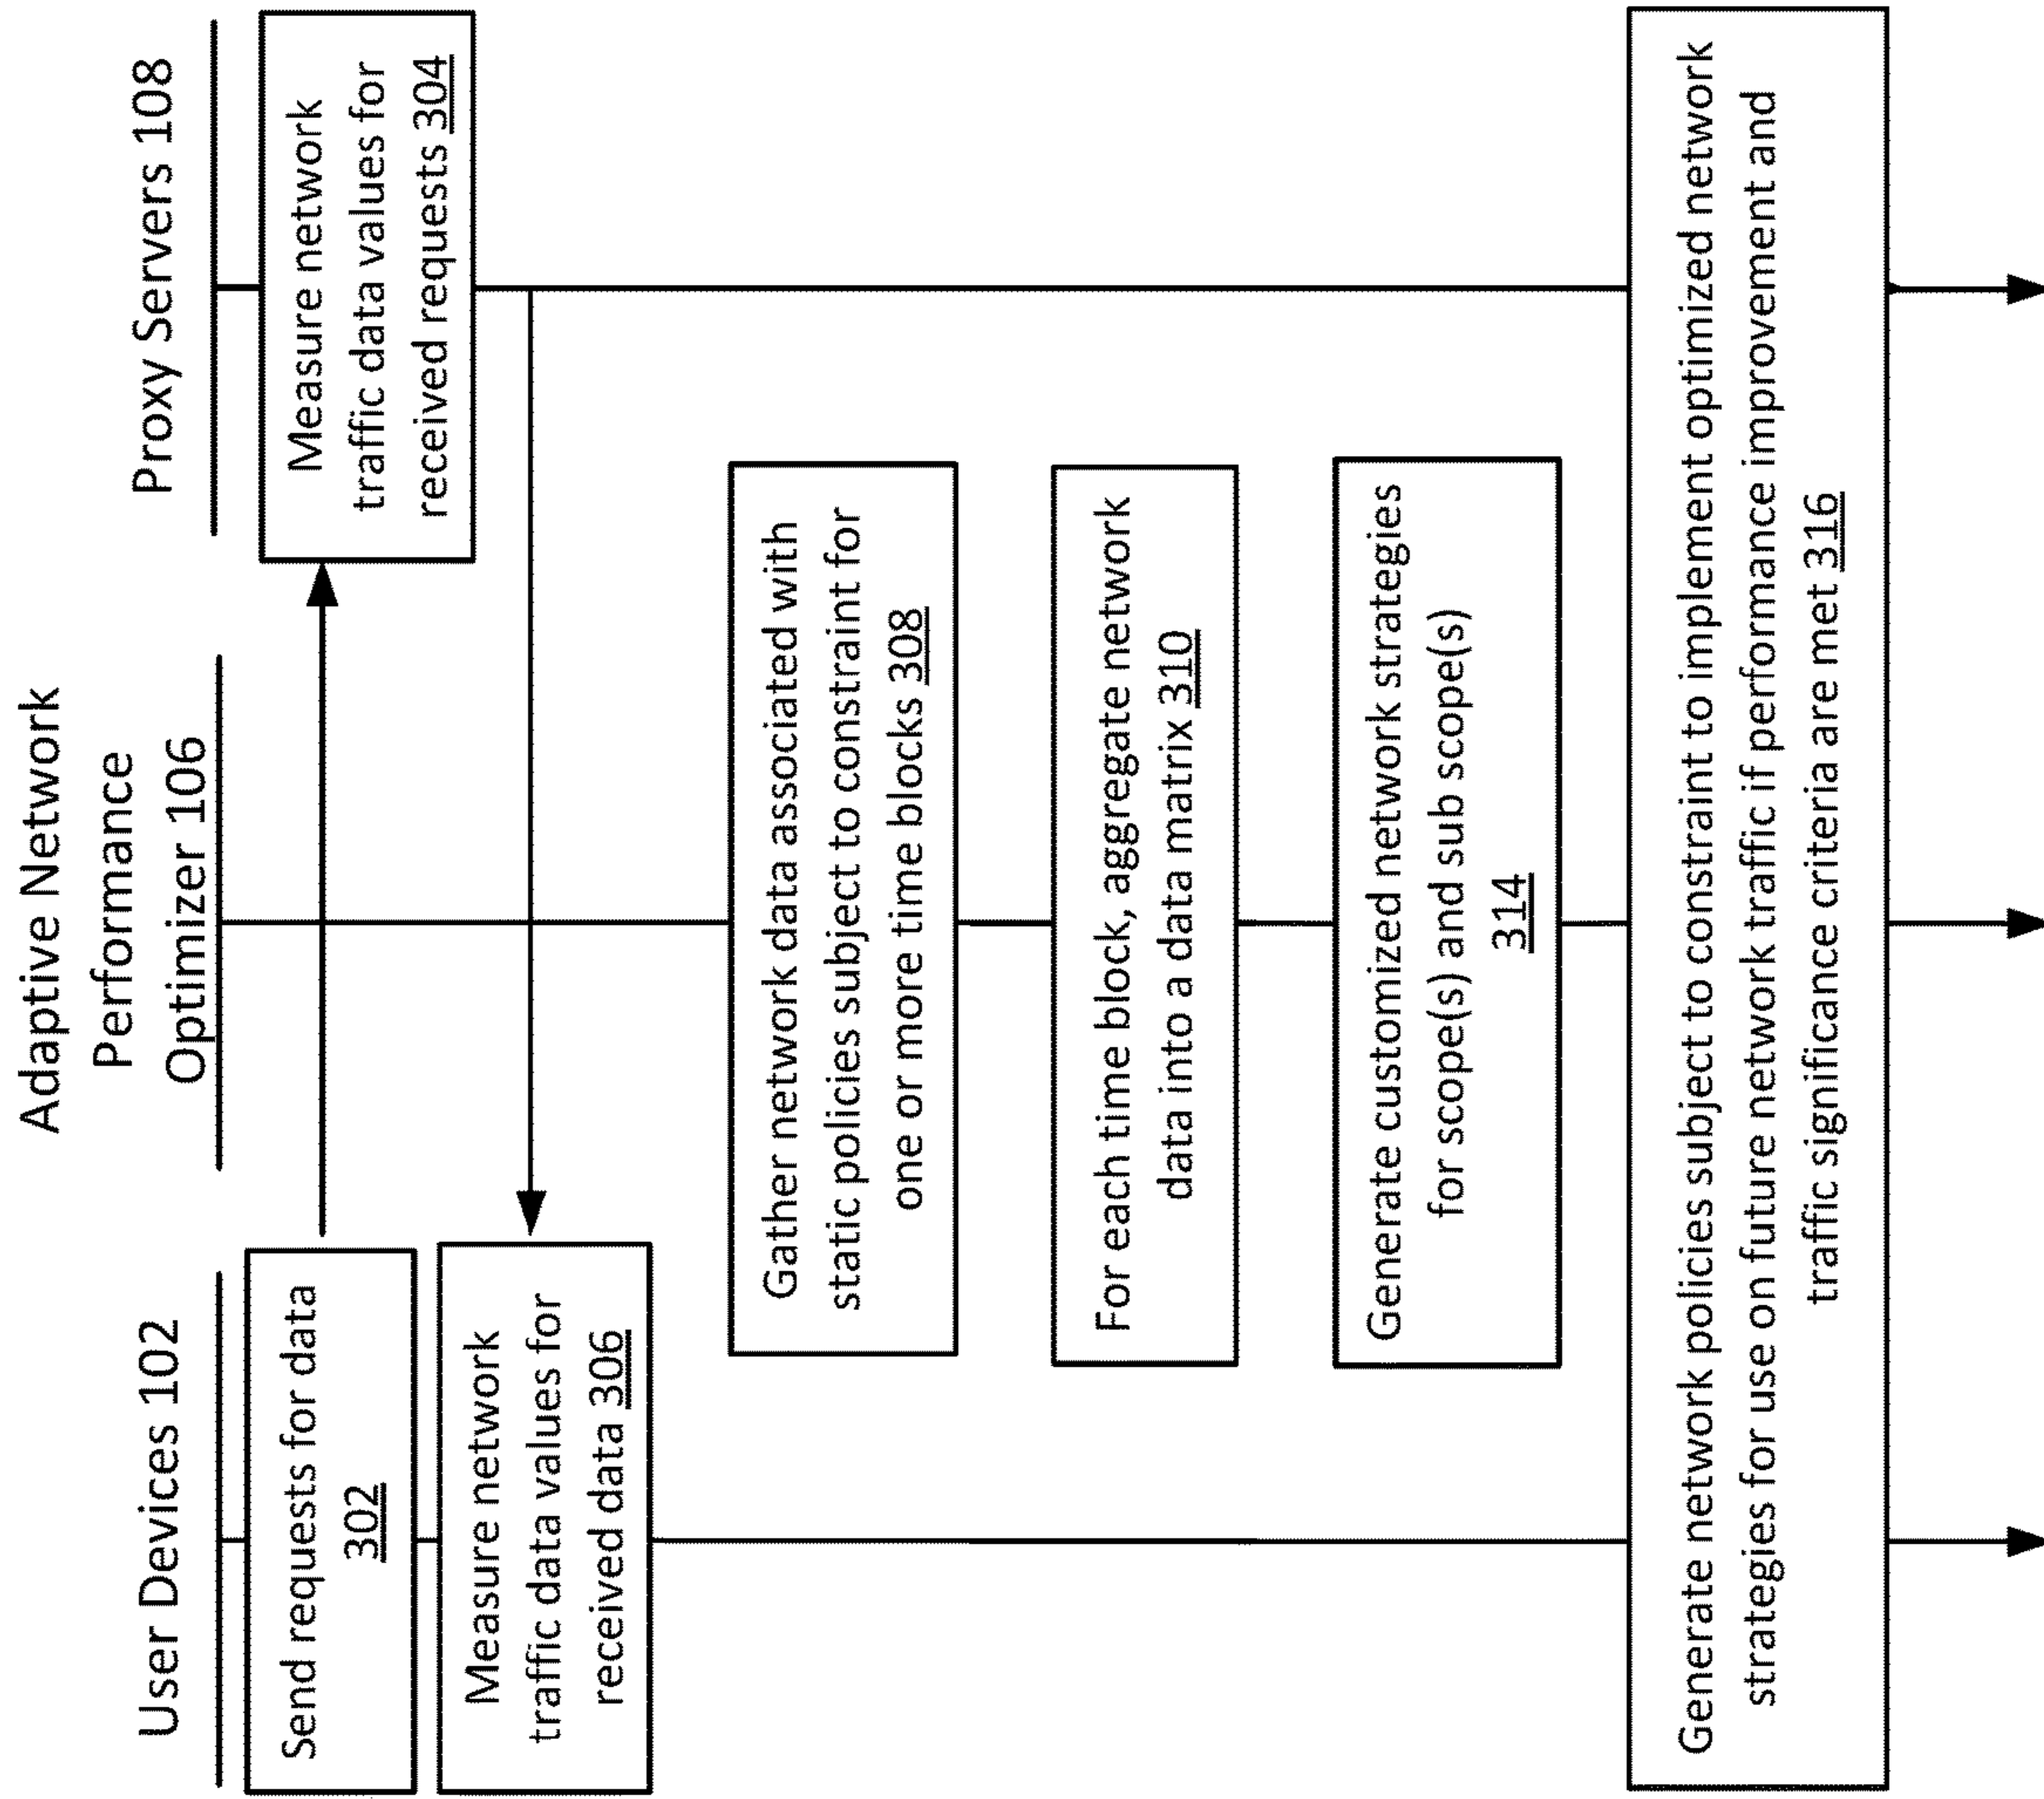 User Devices 102
Adaptive Network
Performance
Optimizer 106
Proxy Servers 108
Send requests for data
302
Measure network
traffic data values for
received requests 304
Measure network
traffic data values for
received data 306
Gather network data associated with
static policies subject to constraint for
one or more time blocks 308
For each time block, aggregate network
data into a data matrix 310
Generate customized network strategies
for scope(s) and sub scope(s)
314
Generate network policies subject to constraint to implement optimized network
strategies for use on future network traffic if performance improvement and
traffic significance criteria are met 316